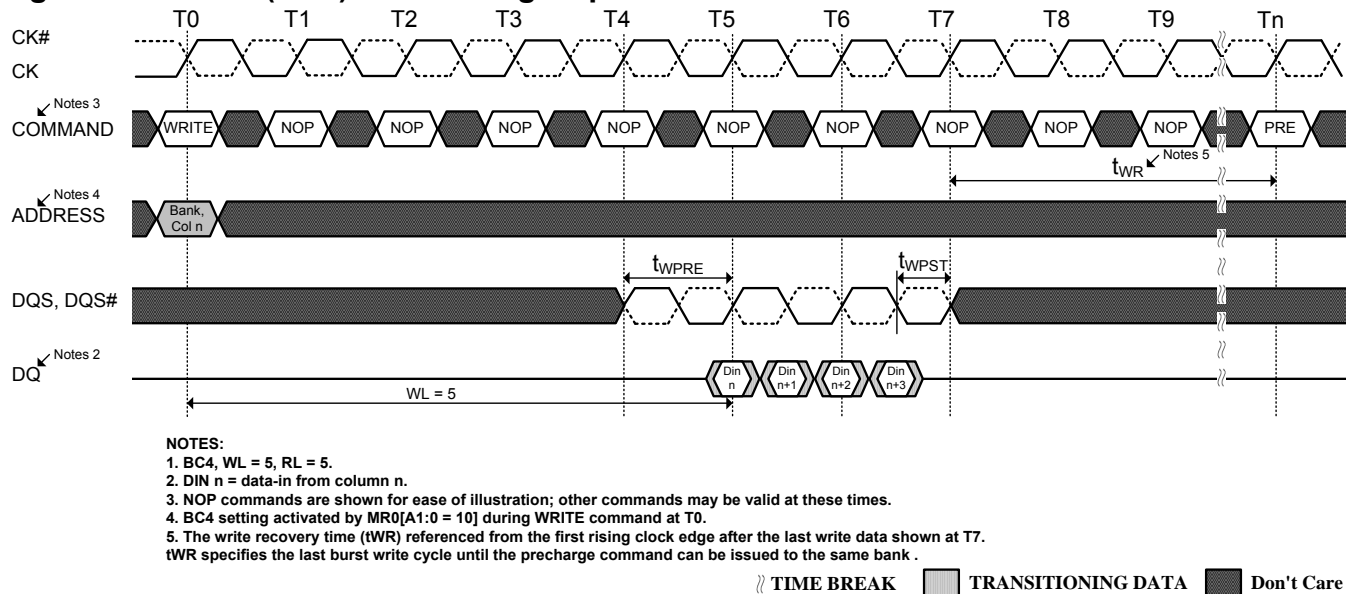 T0 T1 T2 T3 T4 T5 T6 T7 T8 T9 Tn
CK#
CK
Notes 3
COMMAND
WRITE NOP NOP NOP NOP NOP NOP NOP NOP NOP PRE
tWR Notes 5
Notes 4
ADDRESS
Bank,
Col n
tWPRE tWPST
DQS, DQS#
Notes 2
DQ
Din Din Din Din
n n+1 n+2 n+3
WL = 5
NOTES:
1. BC4, WL = 5, RL = 5.
2. DIN n = data-in from column n.
3. NOP commands are shown for ease of illustration; other commands may be valid at these times.
4. BC4 setting activated by MR0[A1:0 = 10] during WRITE command at T0.
5. The write recovery time (tWR) referenced from the first rising clock edge after the last write data shown at T7.
tWR specifies the last burst write cycle until the precharge command can be issued to the same bank .
TIME BREAK TRANSITIONING DATA Don't Care